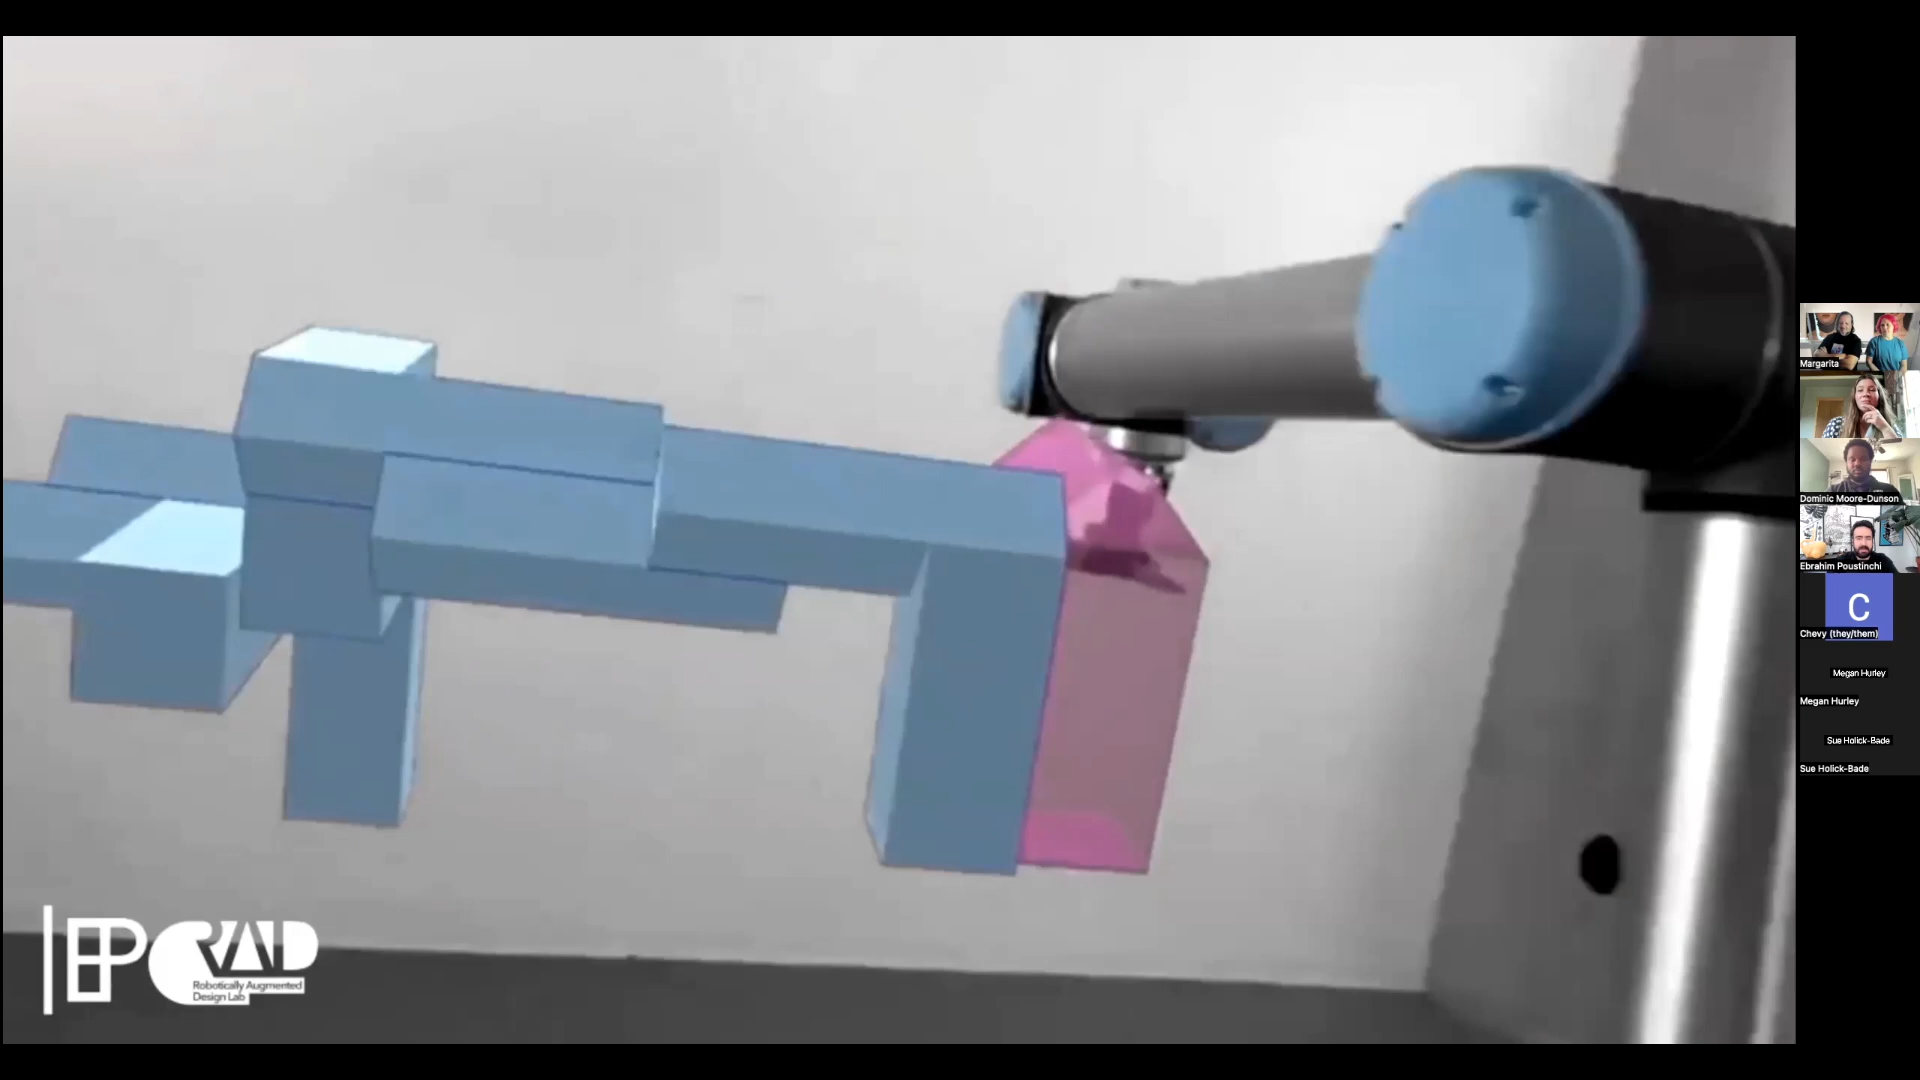 EP
RAD
Robotically Augmented
Design Lab
Margarita
Dominic Moore-Dunson
Ebrahim Poustinchi
C
Chevy (they/them)
Megan Hurley
Megan Hurley
Sue Holick-Bade
Sue Holick-Bade